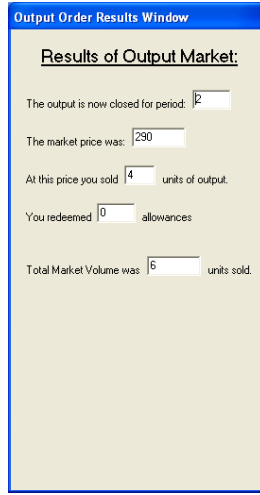 Output Order Results Window
Results of Output Market:
The output is now closed for period: 2
The market price was: 290
At this price you sold 4 units of output.
You redeemed 0 allowances
Total Market Volume was 6 units sold.